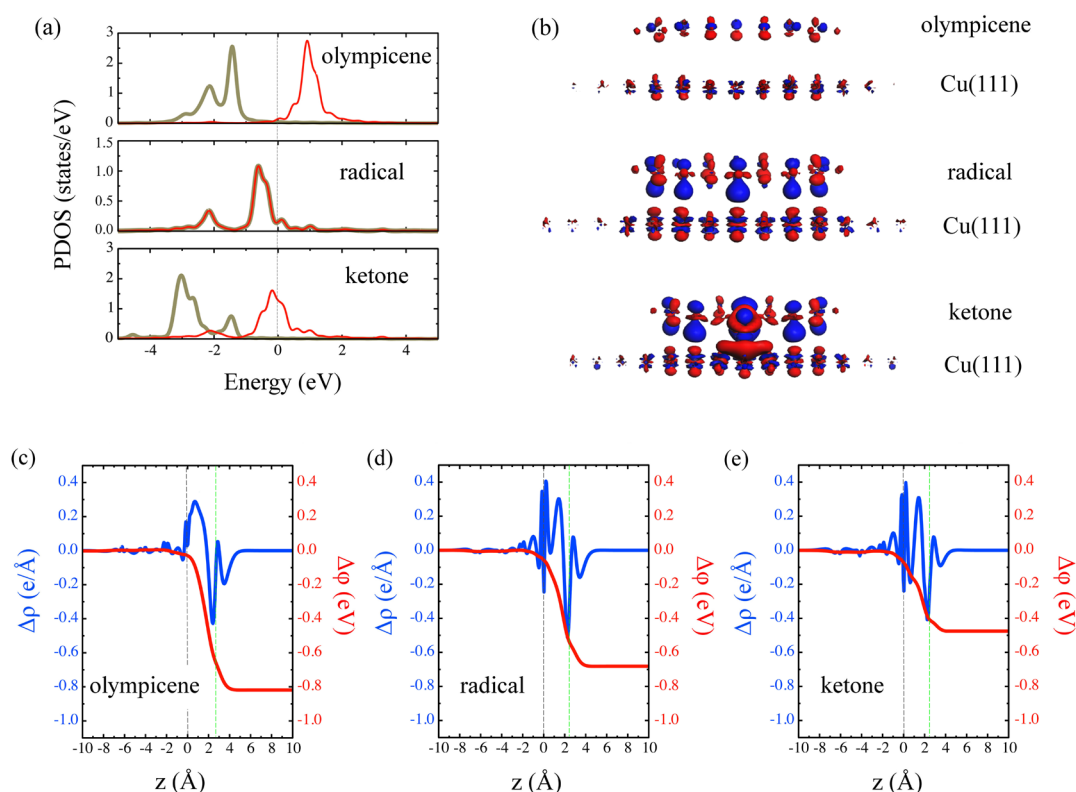 (a)
3
2
1
0
olympicene
1.5
1.0
0.5
0.0
radical
3
2
1
0
ketone
-4 -2 0 2 4
PDOS (states/eV)
Energy (eV)
(b)
olympicene
Cu(111)
radical
Cu(111)
ketone
Cu(111)
(c)
0.4
0.2
0.0
-0.2
-0.4
-0.6
-0.8
-1.0
Δρ (e/Å)
olympicene
0.4
0.2
0.0
-0.2
-0.4
-0.6
-0.8
-1.0
Δφ (eV)
-10 -8 -6 -4 -2 0 2 4 6 8 10
z (Å)
(d)
0.4
0.2
0.0
-0.2
-0.4
-0.6
-0.8
-1.0
Δρ (e/Å)
radical
0.4
0.2
0.0
-0.2
-0.4
-0.6
-0.8
-1.0
Δφ (eV)
-10 -8 -6 -4 -2 0 2 4 6 8 10
z (Å)
(e)
0.4
0.2
0.0
-0.2
-0.4
-0.6
-0.8
-1.0
Δρ (e/Å)
ketone
0.4
0.2
0.0
-0.2
-0.4
-0.6
-0.8
-1.0
Δφ (eV)
-10 -8 -6 -4 -2 0 2 4 6 8 10
z (Å)